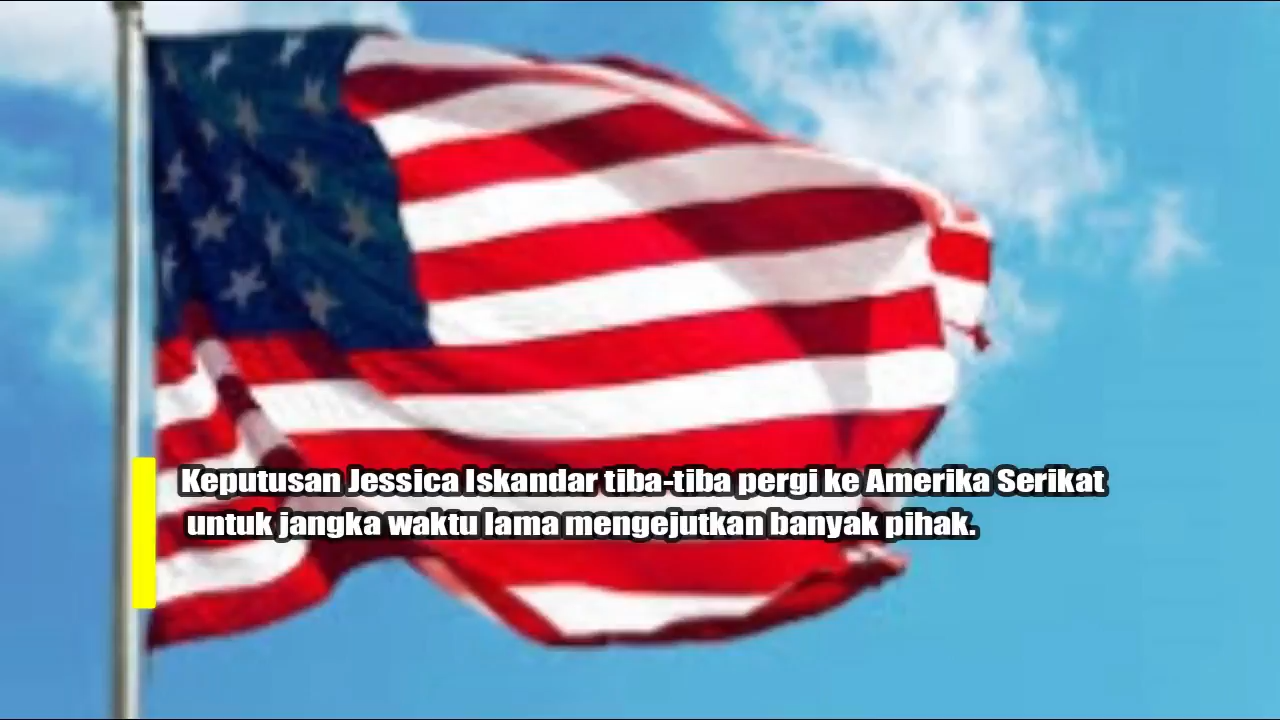 Keputusan Jessica Iskandar tiba-tiba pergi ke Amerika Serikat
untuk jangka waktu lama mengejutkan banyak pihak.